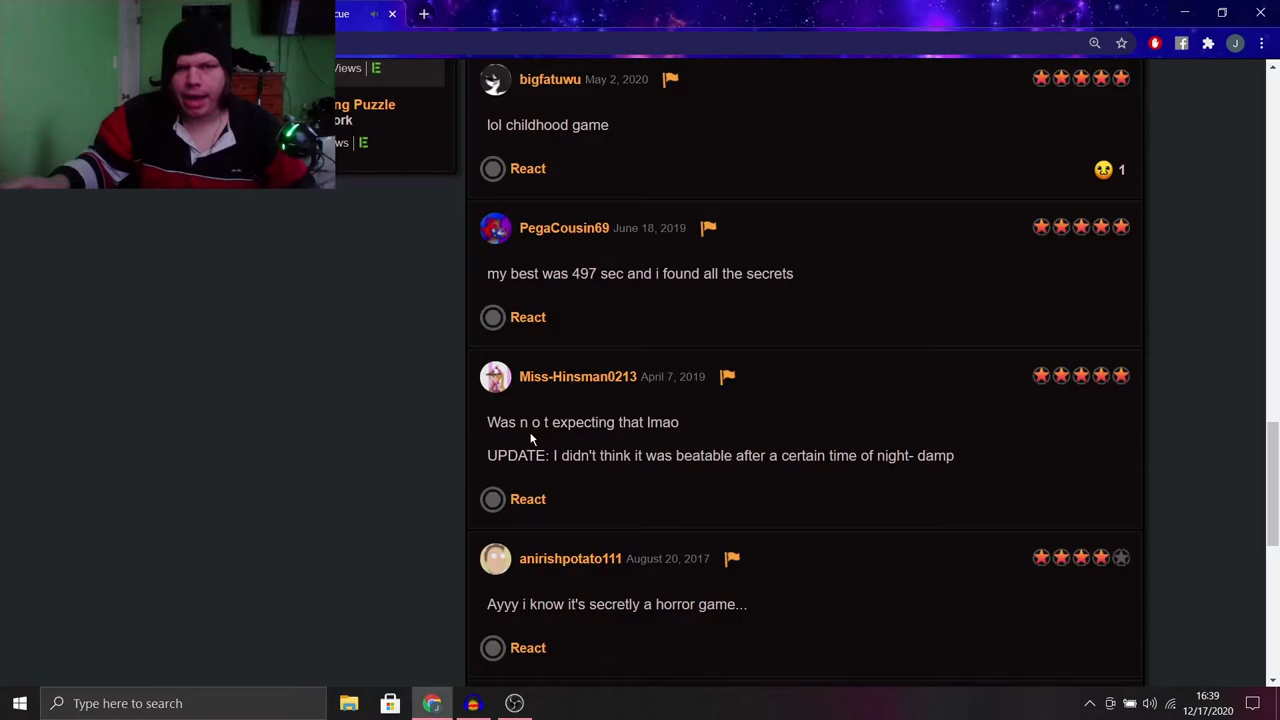 cue
J
Views | E
ng Puzzle
ork
ws | E
bigfatuwu May 2, 2020
lol childhood game
React
1
PegaCousin69 June 18, 2019
my best was 497 sec and i found all the secrets
React
Miss-Hinsman0213 April 7, 2019
Was n o t expecting that lmao
UPDATE: I didn't think it was beatable after a certain time of night- damp
React
anirishpotato111 August 20, 2017
Ayyy i know it's secretly a horror game...
React
Type here to search
16:39
12/17/2020